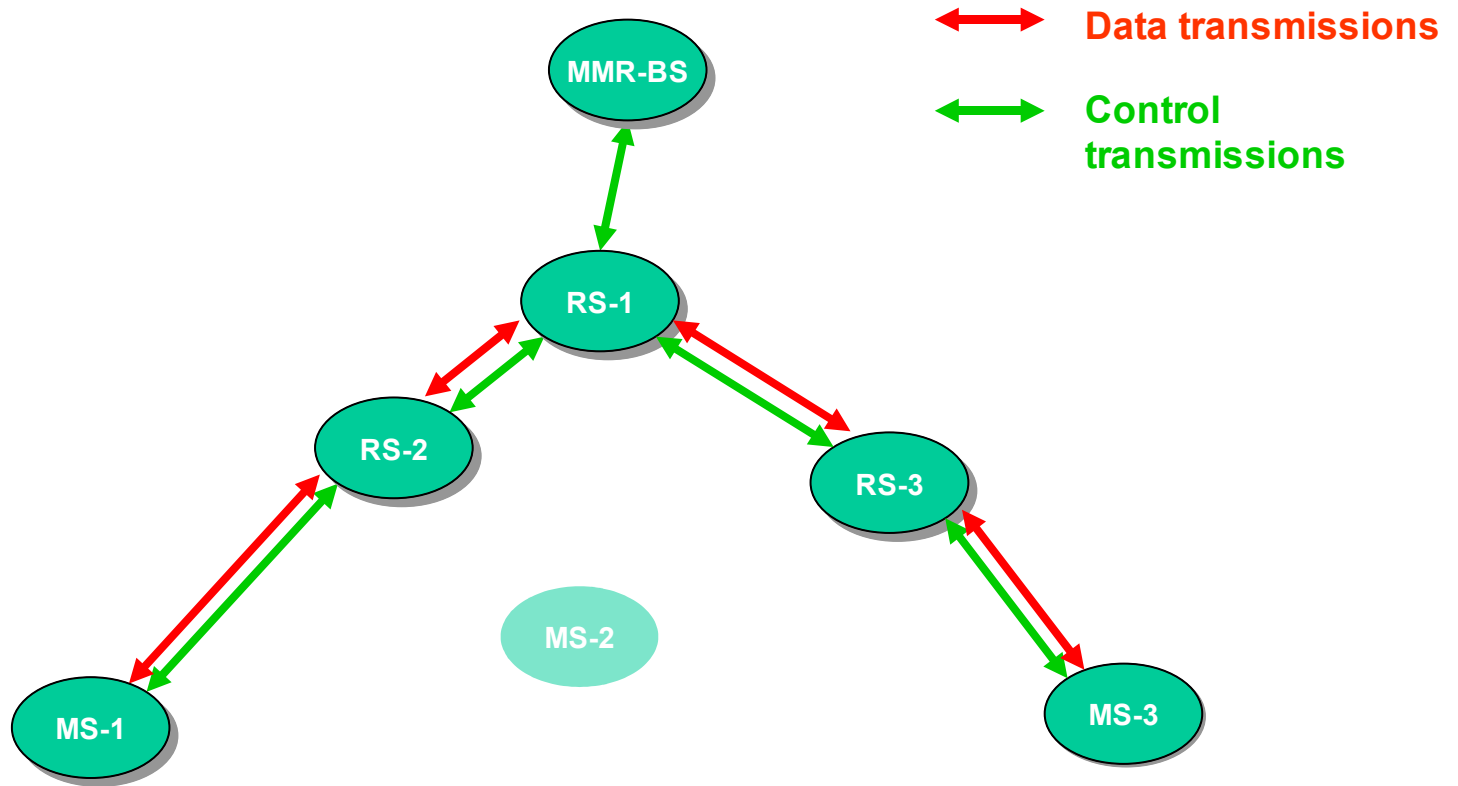 MMR-BS
Data transmissions
Control
transmissions
RS-1
RS-2
RS-3
MS-2
MS-1
MS-3